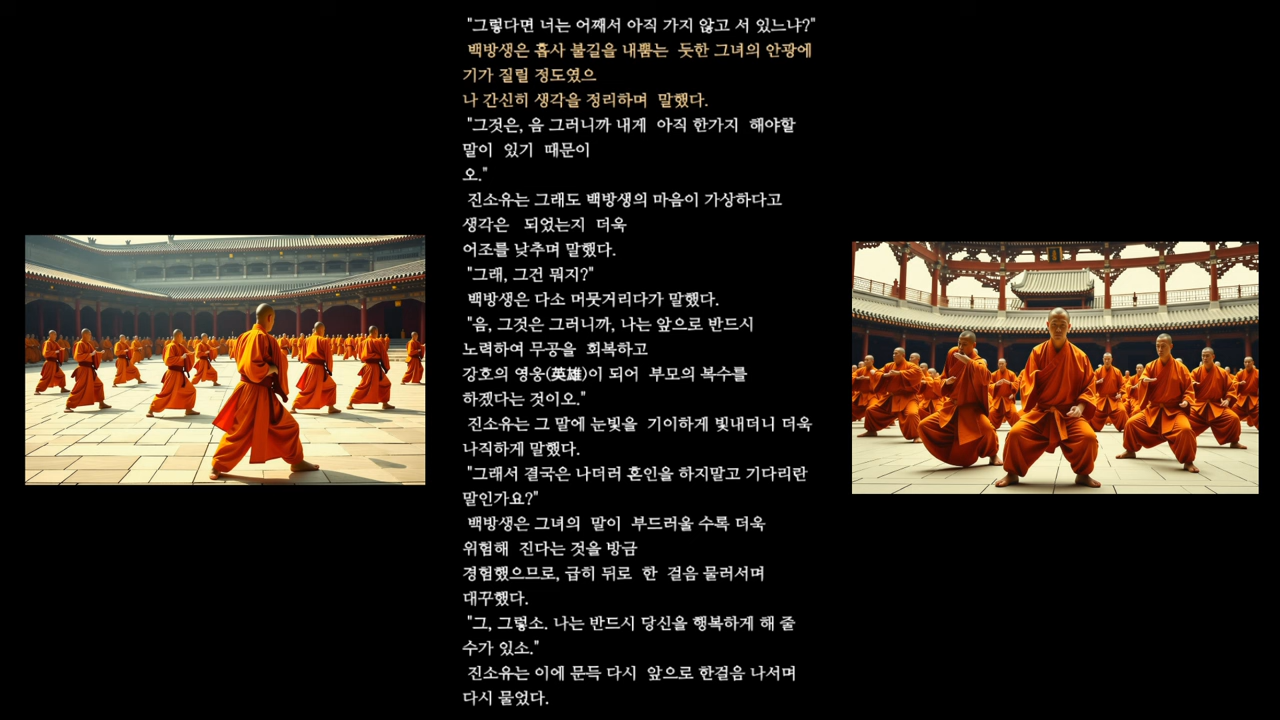 "그렇다면 너는 어째서 아직 가지 않고 서 있느냐?"
백방생은 흡사 불길을 내뿜는 듯한 그녀의 안광에
기가 질릴 정도였으
나 간신히 생각을 정리하며 말했다.
"그것은, 음 그러니까 내게 아직 한가지 해야할
말이 있기 때문이
오."
진소유는 그래도 백방생의 마음이 가상하다고
생각은 되었는지 더욱
어조를 낮추며 말했다.
"그래, 그건 뭐지?"
백방생은 다소 머뭇거리다가 말했다.
"음, 그것은 그러니까, 나는 앞으로 반드시
노력하여 무공을 회복하고
강호의 영웅(英雄)이 되어 부모의 복수를
하겠다는 것이오."
진소유는 그 말에 눈빛을 기이하게 빛내더니 더욱
나직하게 말했다.
"그래서 결국은 나더러 혼인을 하지말고 기다리란
말인가요?"
백방생은 그녀의 말이 부드러울 수록 더욱
위험해 진다는 것을 방금
경험했으므로, 급히 뒤로 한 걸음 물러서며
대꾸했다.
"그, 그렇소. 나는 반드시 당신을 행복하게 해 줄
수가 있소."
진소유는 이에 문득 다시 앞으로 한걸음 나서며
다시 물었다.